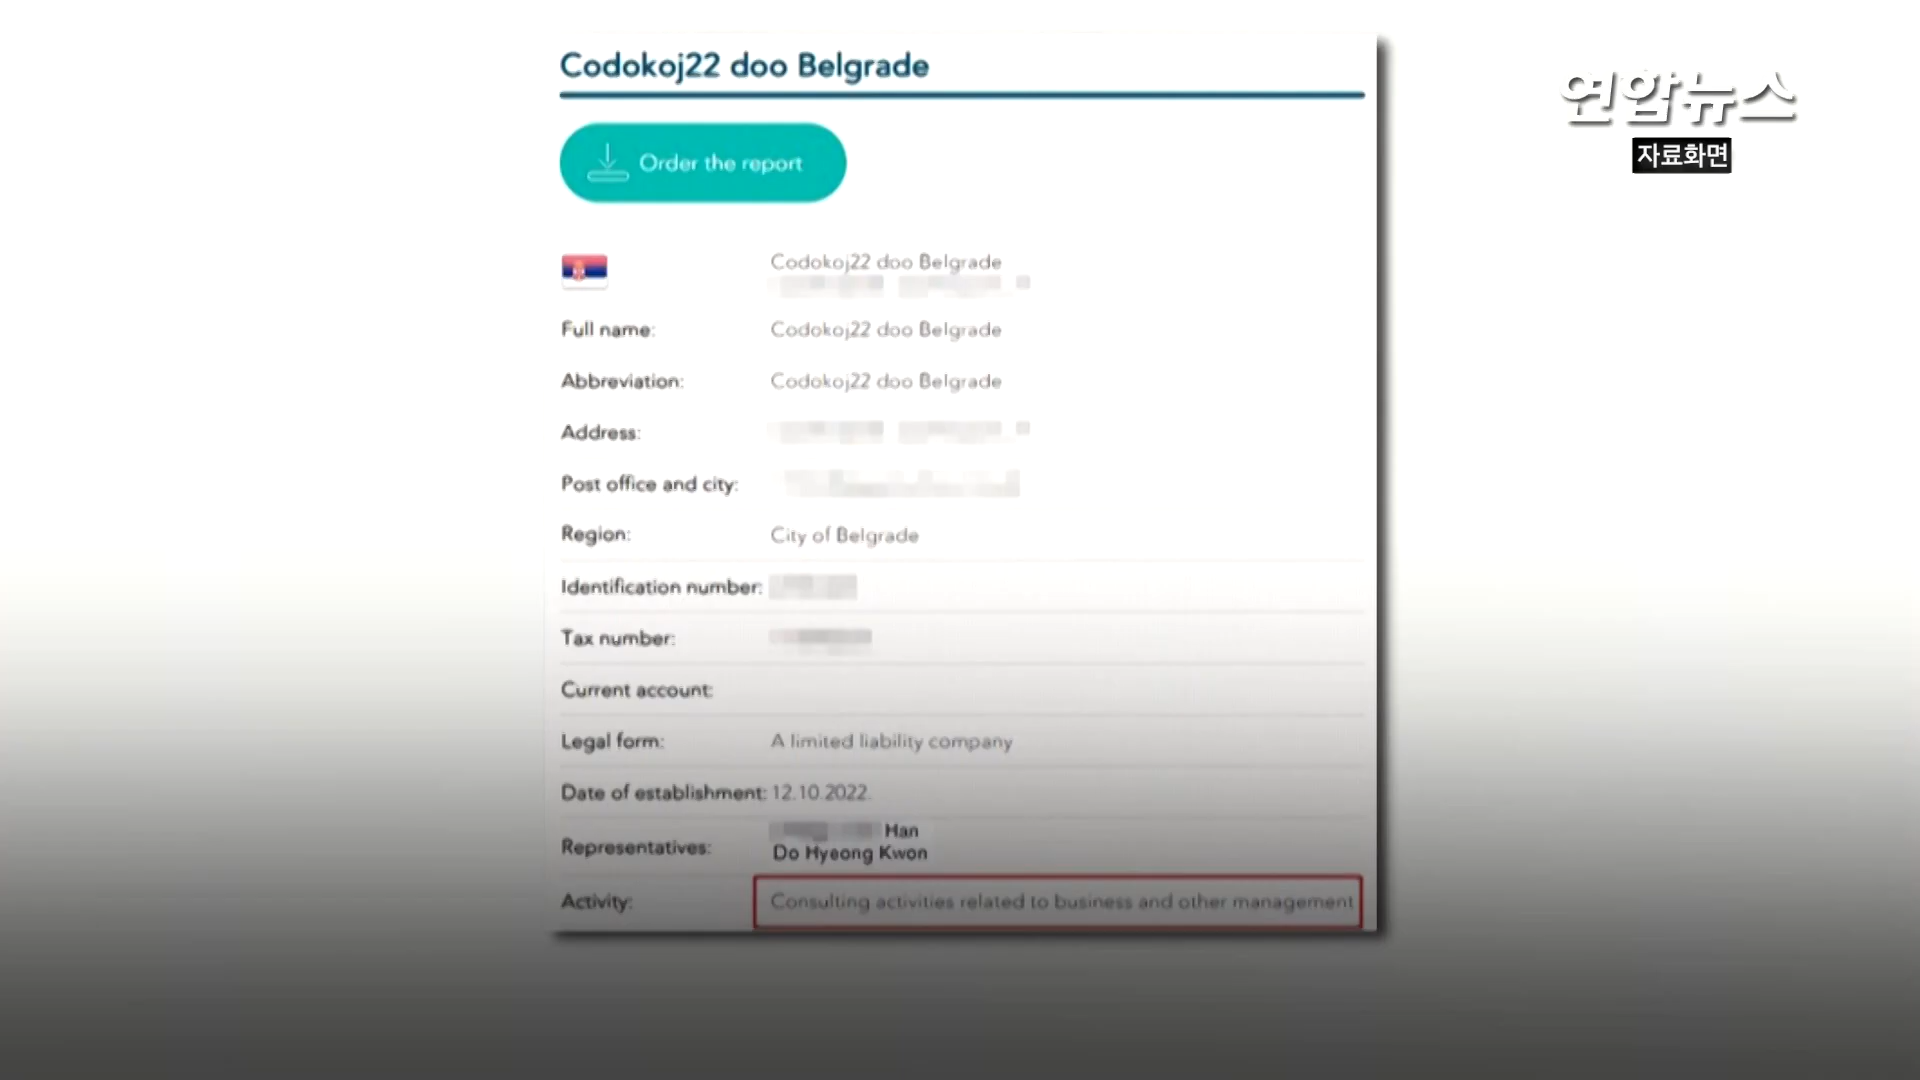 Codokoj22 doo Belgrade
연합뉴스
자료화면
Order the report
Codokoj22 doo Belgrade
Full name: Codokoj22 doo Belgrade
Abbreviation: Codokoj22 doo Belgrade
Address:
Post office and city:
Region: City of Belgrade
Identification number:
Tax number:
Current account:
Legal form: A limited liability company
Date of establishment: 12.10.2022.
Representatives: Han
Do Hyeong Kwon
Activity: Consulting activities related to business and other management